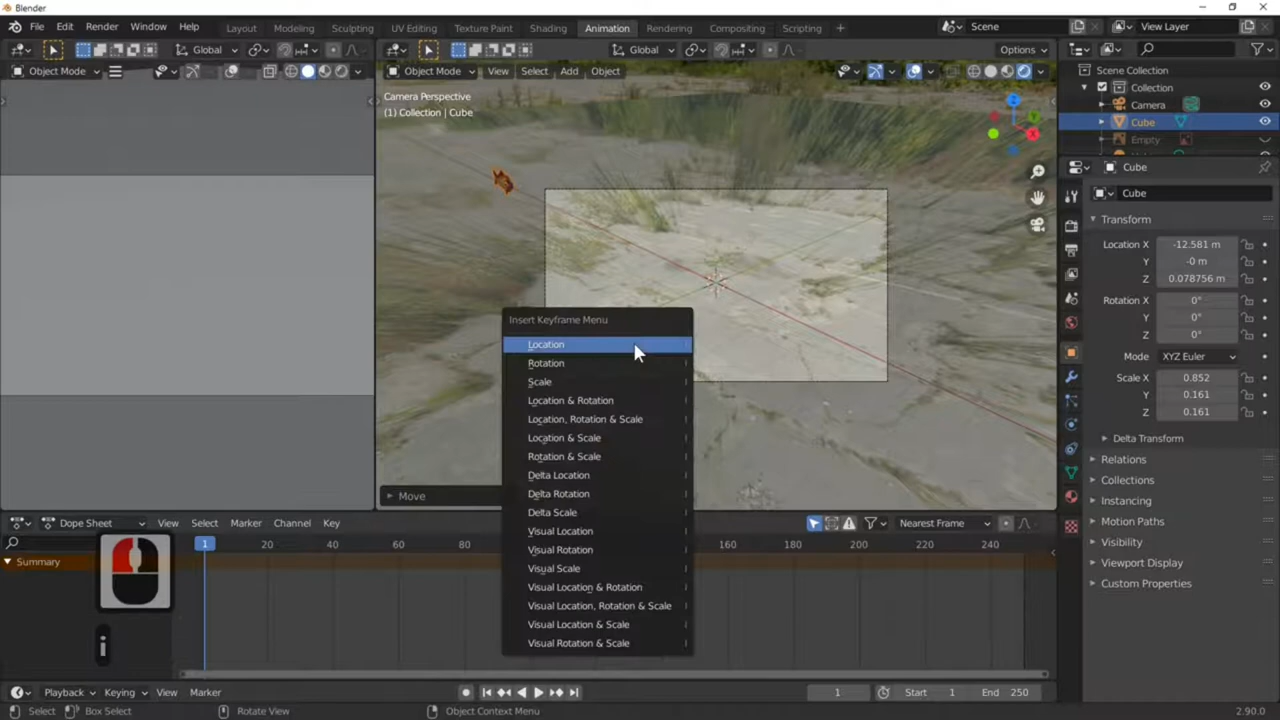 Blender
File Edit Render Window Help Layout Modeling Sculpting UV Editing Texture Paint Shading Animation Rendering Compositing Scripting + Scene View Layer
Global Global Options
Object Mode Object Mode View Select Add Object
Camera Perspective
(1) Collection | Cube
Scene Collection
Collection
Camera
Cube
Empty
Cube
Cube
Transform
Location X -12.581 m
Y -0 m
Z 0.078756 m
Rotation X 0°
Y 0°
Z 0°
Mode XYZ Euler
Scale X 0.852
Y 0.161
Z 0.161
Delta Transform
Relations
Collections
Instancing
Motion Paths
Visibility
Viewport Display
Custom Properties
Insert Keyframe Menu
Location
Rotation
Scale
Location & Rotation
Location, Rotation & Scale
Location & Scale
Rotation & Scale
Delta Location
Delta Rotation
Delta Scale
Visual Location
Visual Rotation
Visual Scale
Visual Location & Rotation
Visual Location, Rotation & Scale
Visual Location & Scale
Visual Rotation & Scale
Move
Dope Sheet View Select Marker Channel Key Nearest Frame
1 20 40 60 80 160 180 200 220 240
Summary
i
Playback Keying View Marker 1 Start 1 End 250
Select Box Select Rotate View Object Context Menu 2.90.0